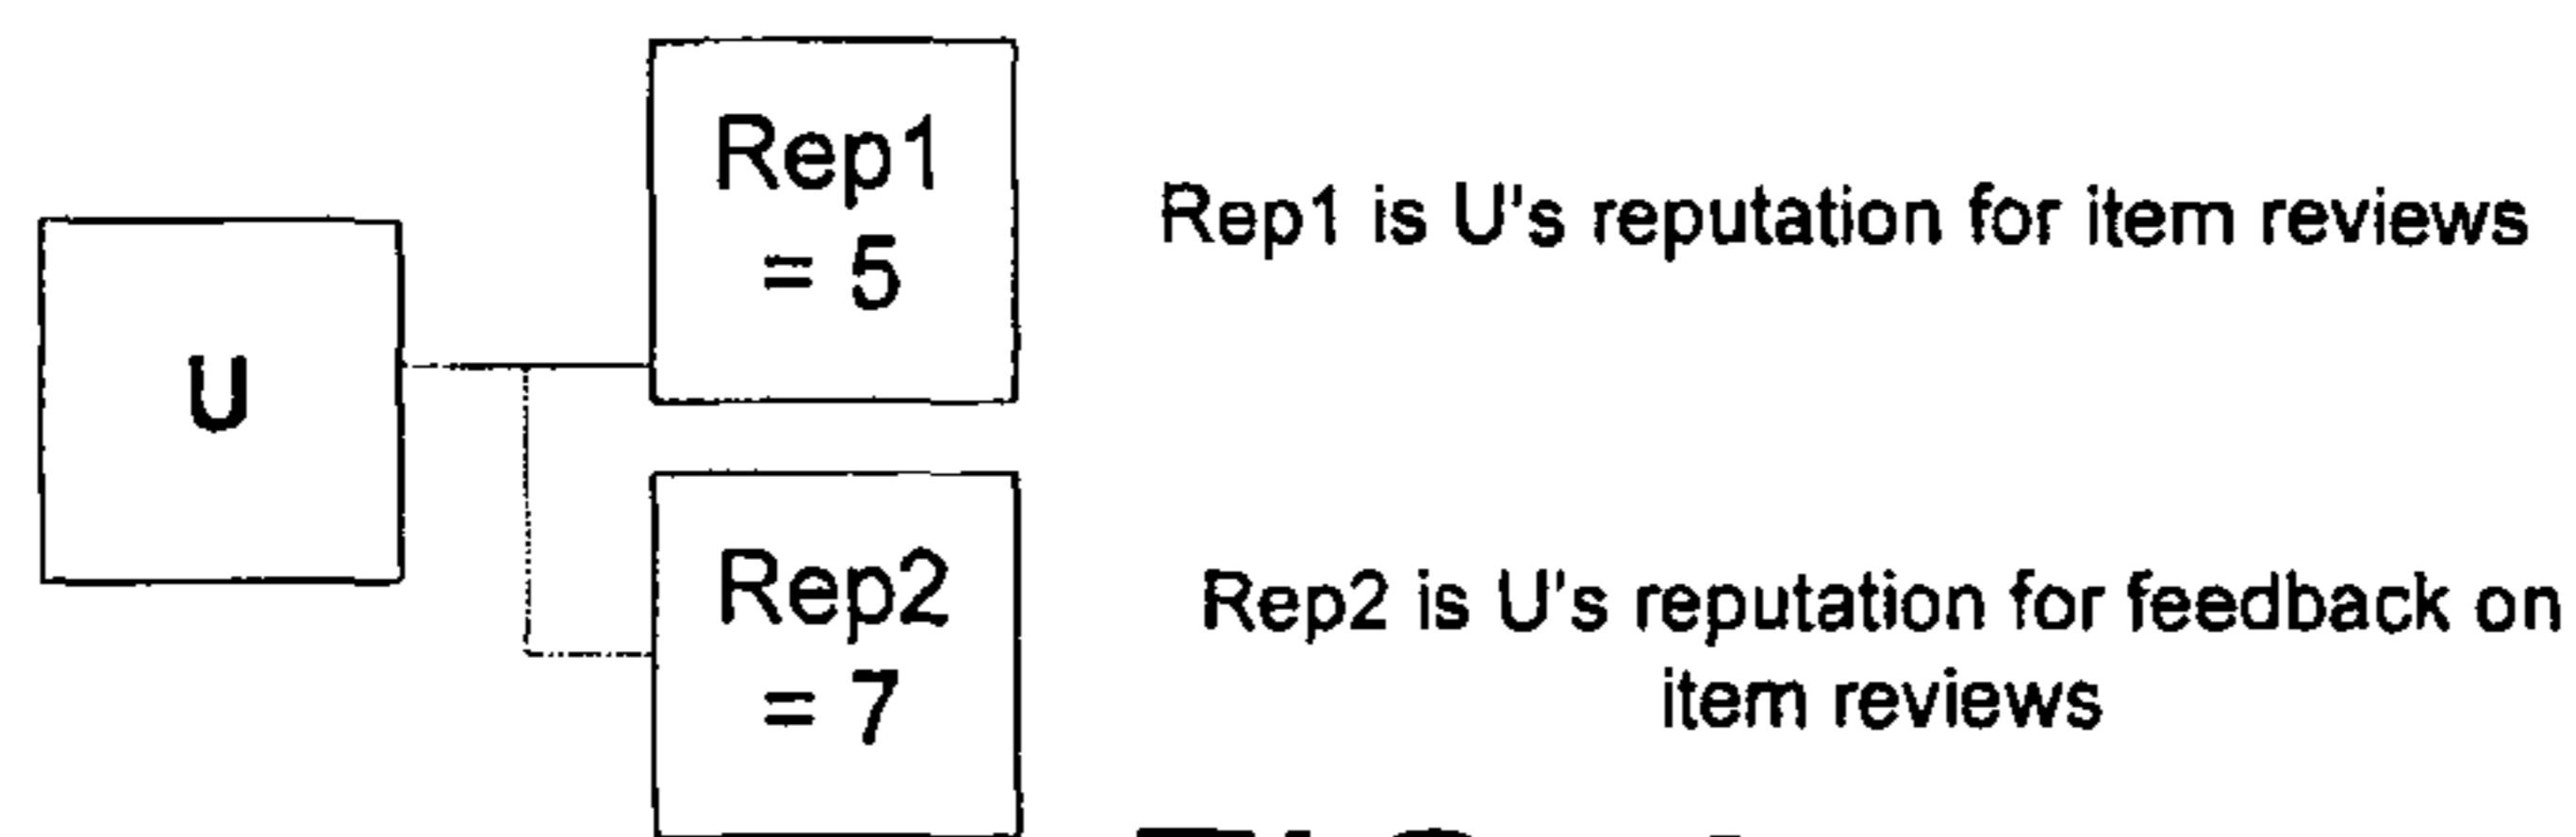 Rep1
= 5
Rep1 is U's reputation for item reviews
U
Rep2
= 7
Rep2 is U's reputation for feedback on
item reviews